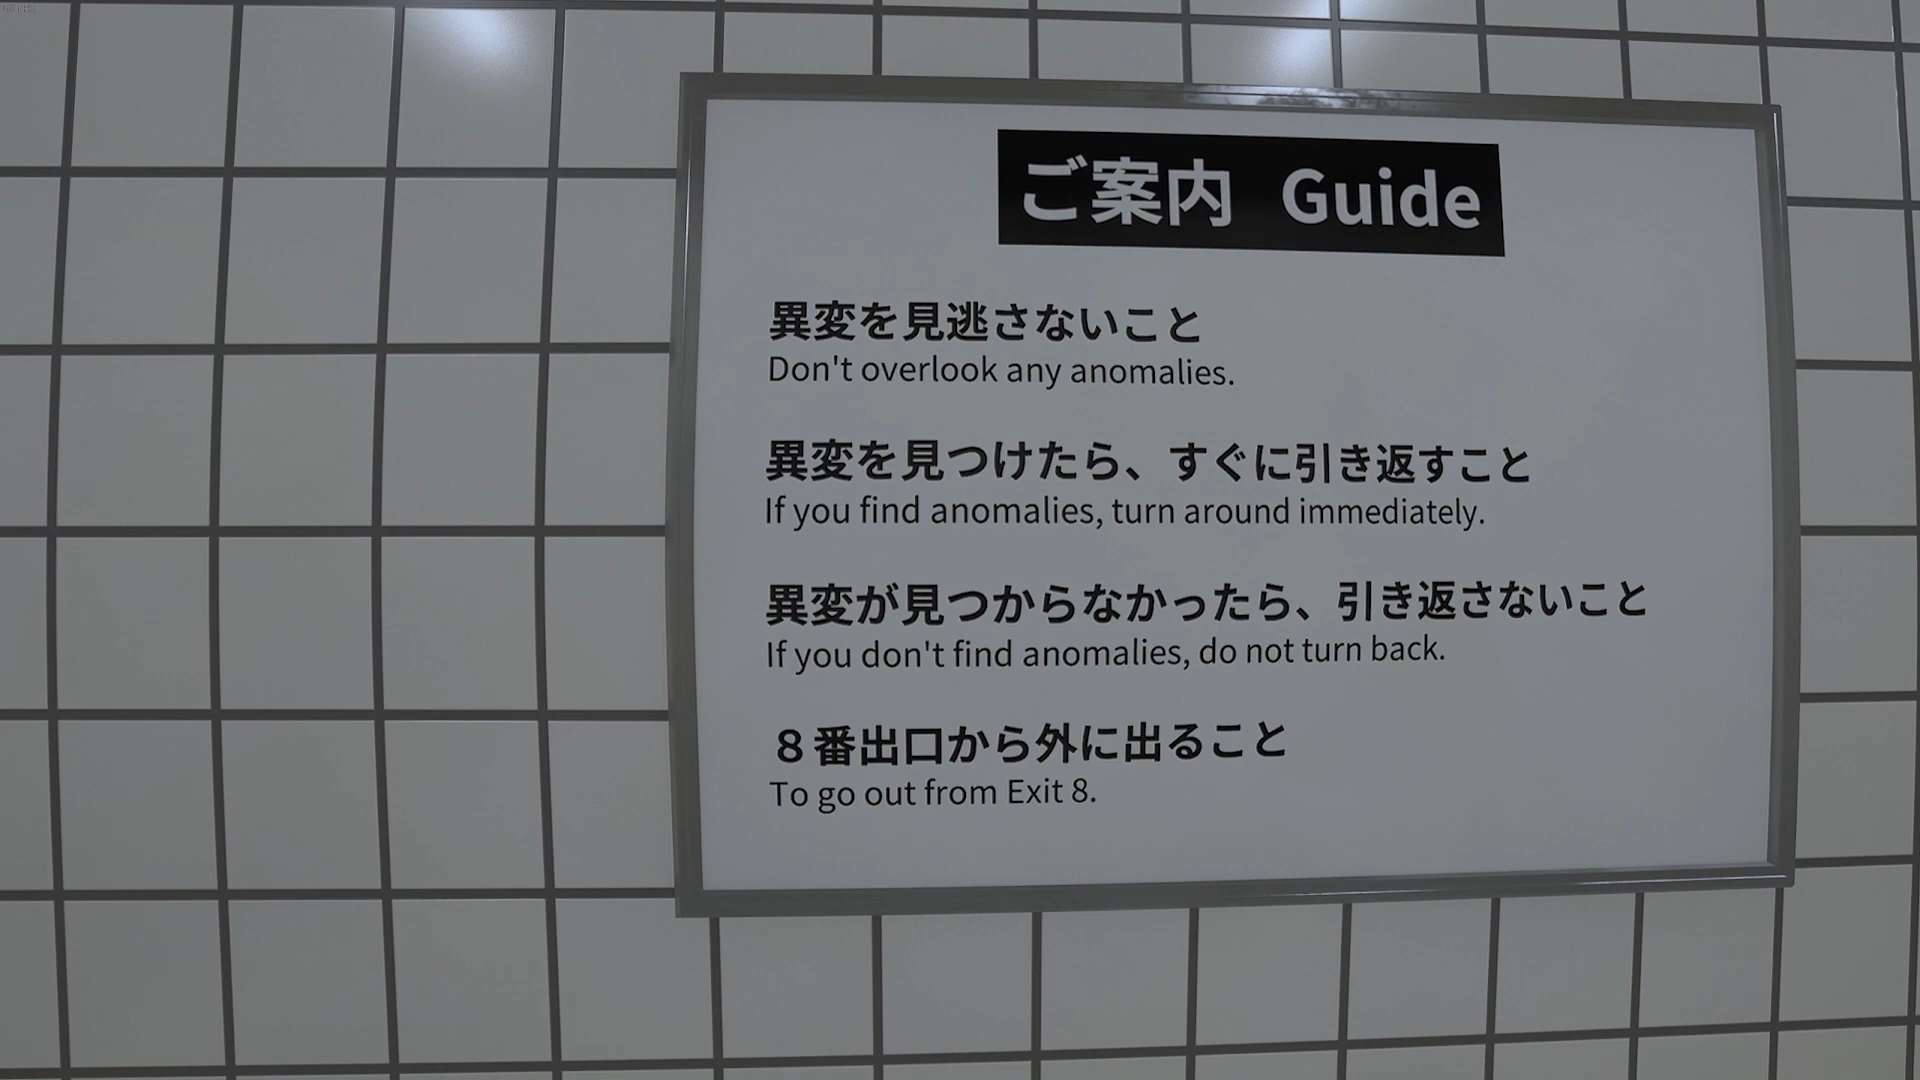 ご案内 Guide
異変を見逃さないこと
Don't overlook any anomalies.
異変を見つけたら、すぐに引き返すこと
If you find anomalies, turn around immediately.
異変が見つからなかったら、引き返さないこと
If you don't find anomalies, do not turn back.
８番出口から外に出ること
To go out from Exit 8.